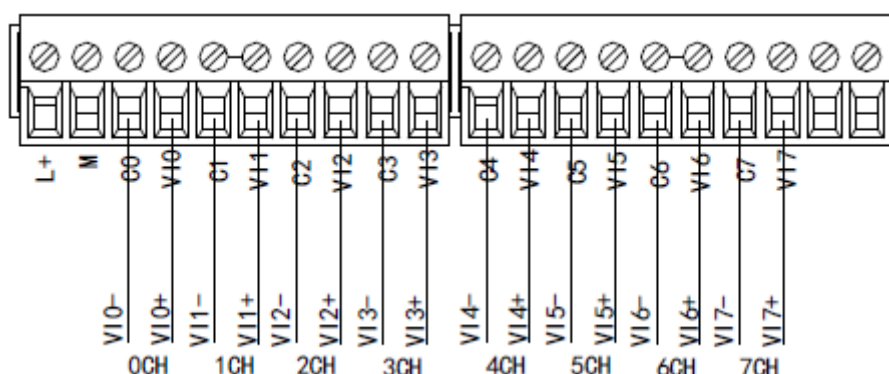 L+ M C0 VI0 C1 VI1 C2 VI2 C3 VI3 C4 VI4 C5 VI5 C6 VI6 C7 VI7
VI0- VI0+ VI1- VI1+ VI2- VI2+ VI3- VI3+ VI4- VI4+ VI5- VI5+ VI6- VI6+ VI7- VI7+
0CH 1CH 2CH 3CH 4CH 5CH 6CH 7CH